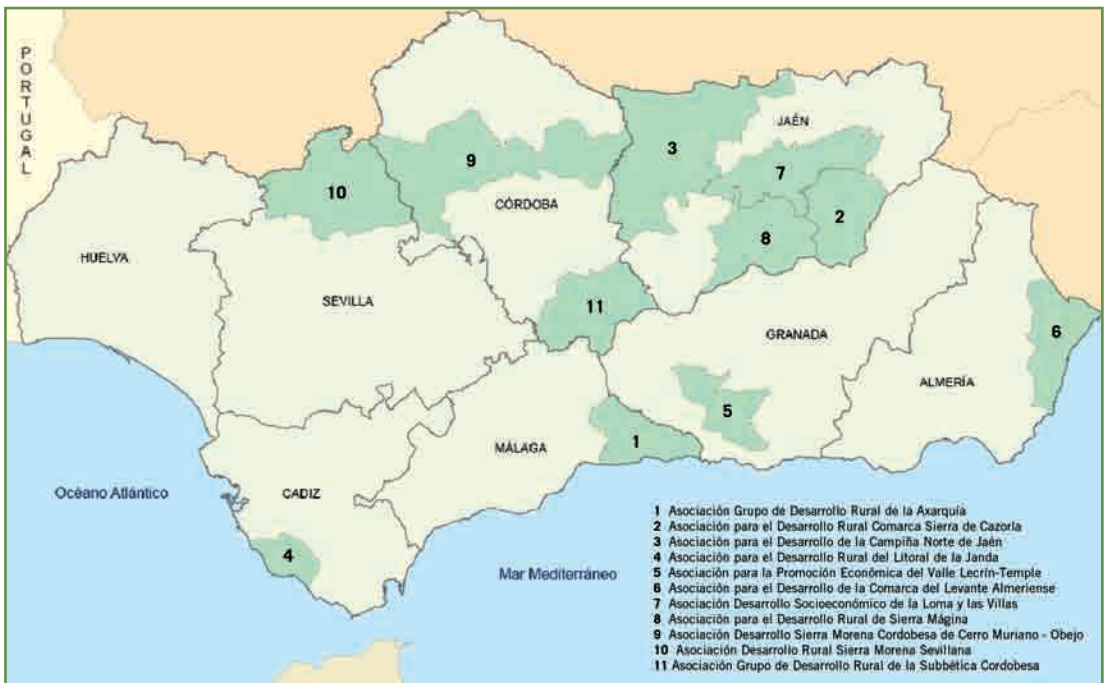 PORTUGAL
JAÉN
3
9
7
10
CÓRDOBA
2
8
HUELVA
SEVILLA
11
GRANADA
6
ALMERÍA
5
MÁLAGA
1
Océano Atlántico
CADIZ
4
Mar Mediterráneo
1 Asociación Grupo de Desarrollo Rural de la Axarquía
2 Asociación para el Desarrollo Rural Comarca Sierra de Cazorla
3 Asociación para el Desarrollo de la Campiña Norte de Jaén
4 Asociación para el Desarrollo Rural del Litoral de la Janda
5 Asociación para la Promoción Económica del Valle Lecrín-Temple
6 Asociación para el Desarrollo de la Comarca del Levante Almeriense
7 Asociación Desarrollo Socioeconómico de la Loma y las Villas
8 Asociación para el Desarrollo Rural de Sierra Mágina
9 Asociación Desarrollo Sierra Morena Cordobesa de Cerro Muriano - Obejo
10 Asociación Desarrollo Rural Sierra Morena Sevillana
11 Asociación Grupo de Desarrollo Rural de la Subbética Cordobesa